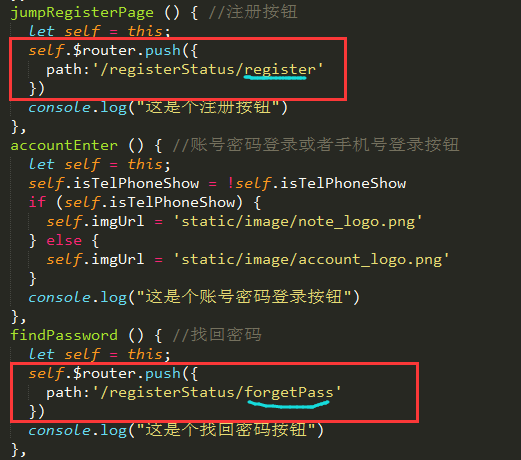 jumpRegisterPage () { //注册按钮
let self = this;
self.$router.push({
path:'/registerStatus/register'
})
console.log("这是个注册按钮")
},
accountEnter () { //账号密码登录或者手机号登录按钮
let self = this;
self.isTelPhoneShow = !self.isTelPhoneShow
if (self.isTelPhoneShow) {
self.imgUrl = 'static/image/note_logo.png'
} else {
self.imgUrl = 'static/image/account_logo.png'
}
console.log("这是个账号密码登录按钮")
},
findPassword () { //找回密码
let self = this;
self.$router.push({
path:'/registerStatus/forgetPass'
})
console.log("这是个找回密码按钮")
},